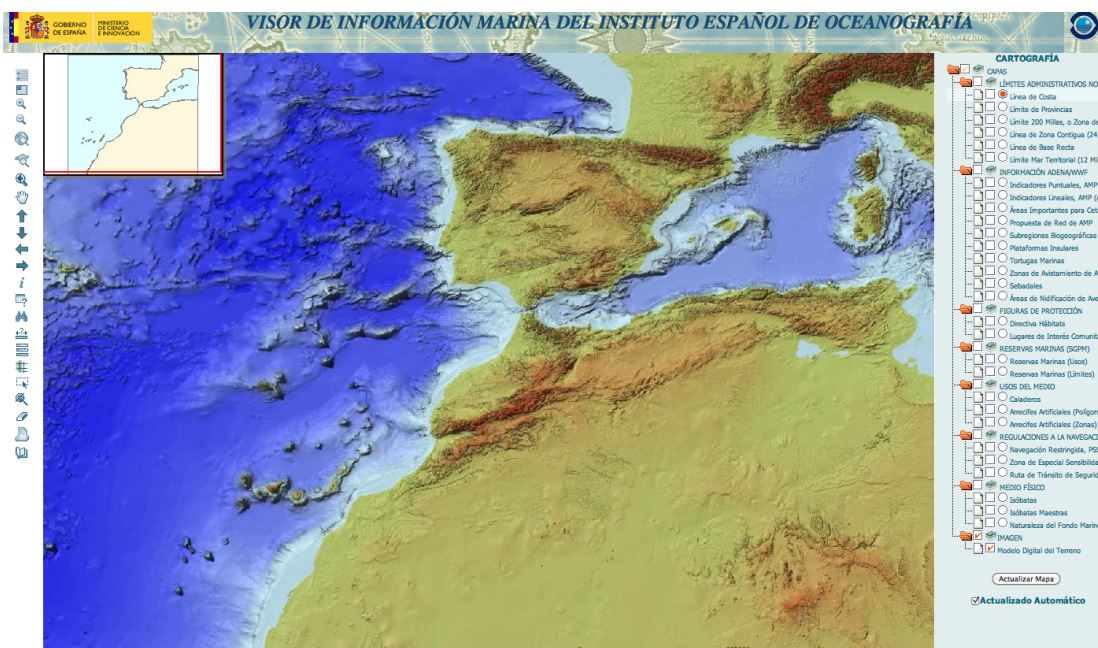 GOBIERNO
DE ESPAÑA
MINISTERIO
DE CIENCIA
E INNOVACIÓN
VISOR DE INFORMACIÓN MARINA DEL INSTITUTO ESPAÑOL DE OCEANOGRAFÍA
CARTOGRAFÍA
CAPAS
LÍMITES ADMINISTRATIVOS NO
Línea de Costa
Límite de Provincias
Límite 200 Millas, o Zona de
Línea de Zona Contigua (24
Línea de Base Recta
Límite Mar Territorial (12 Mi
INFORMACIÓN ADENA/WWF
Indicadores Puntuales, AMP
Indicadores Lineales, AMP (A
Áreas Importantes para Cet
Propuesta de Red de AMP
Subregiones Biogeográficas
Plataformas Insulares
Tortugas Marinas
Zonas de Avistamiento de A
Sebadales
Áreas de Nidificación de Ave
FIGURAS DE PROTECCIÓN
Directiva Hábitats
Lugares de Interés Comunit
RESERVAS MARINAS (SGPM)
Reservas Marinas (Usos)
Reservas Marinas (Límites)
USOS DEL MEDIO
Caladeros
Arrecifes Artificiales (Polígon
Arrecifes Artificiales (Zonas)
REGULACIONES A LA NAVEGACI
Navegación Restringida, PSS
Zona de Especial Sensibilida
Ruta de Tránsito de Segurid
MEDIO FÍSICO
Isóbatas
Isóbatas Maestras
Naturaleza del Fondo Marino
IMAGEN
Modelo Digital del Terreno
Actualizar Mapa
Actualizado Automático